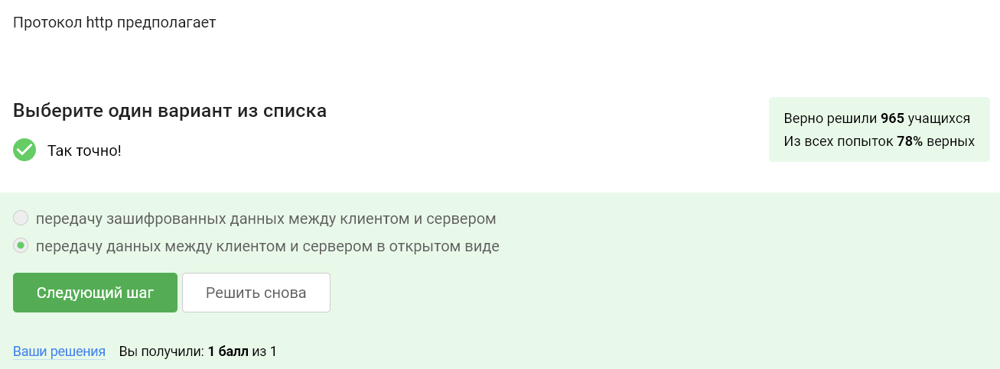 Протокол http предполагает
Выберите один вариант из списка
Так точно!
Верно решили 965 учащихся
Из всех попыток 78% верных
передачу зашифрованных данных между клиентом и сервером
передачу данных между клиентом и сервером в открытом виде
Следующий шаг
Решить снова
Ваши решения Вы получили: 1 балл из 1